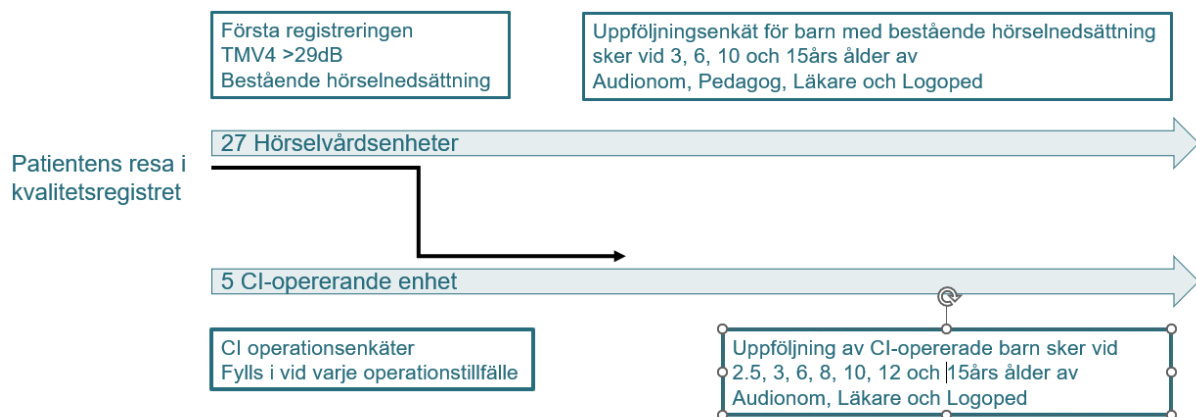 Första registreringen
TMV4 >29dB
Bestående hörselnedsättning
Uppföljningsenkät för barn med bestående hörselnedsättning
sker vid 3, 6, 10 och 15års ålder av
Audionom, Pedagog, Läkare och Logoped
27 Hörselvårdsenheter
Patientens resa i
kvalitetsregistret
5 CI-opererande enhet
CI operationsenkäter
Fylls i vid varje operationstillfälle
Uppföljning av CI-opererade barn sker vid
2.5, 3, 6, 8, 10, 12 och 15års ålder av
Audionom, Läkare och Logoped